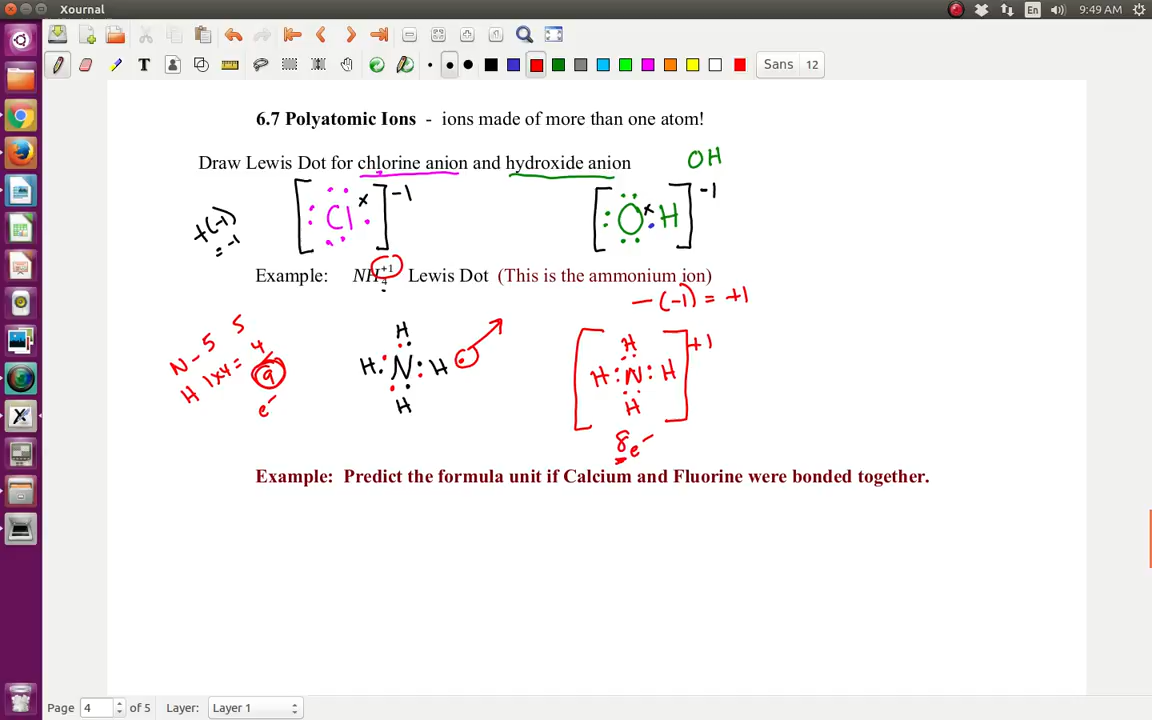 Xournal
En
9:49 AM
Sans 12
6.7 Polyatomic Ions - ions made of more than one atom!
Draw Lewis Dot for chlorine anion and hydroxide anion OH
+(-1) = -1
[Cl x] -1
[O x H] -1
Example: NH4+1 Lewis Dot (This is the ammonium ion)
-(-1) = +1
N - 5 5
H 1x4 = 4
9
e-
H
H N H
H
[H
H N H
H] +1
8e-
Example: Predict the formula unit if Calcium and Fluorine were bonded together.
Page 4 of 5 Layer: Layer 1